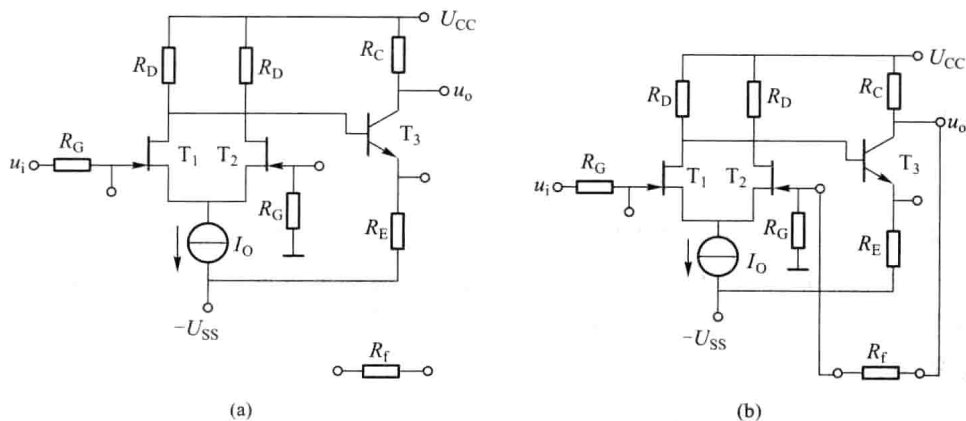 U_CC
R_D
R_D
R_C
u_o
T_3
u_i
R_G
T_1
T_2
R_G
R_E
I_O
-U_SS
R_f
(a)
U_CC
R_D
R_D
R_C
u_o
T_3
u_i
R_G
T_1
T_2
R_G
R_E
I_O
-U_SS
R_f
(b)